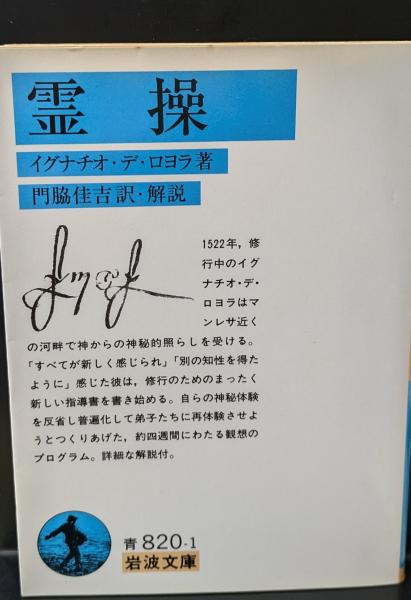 霊操
イグナチオ・デ・ロヨラ著
門脇佳吉訳・解説
1522年，修
行中のイグ
ナチオ・デ・
ロヨラはマ
ンレサ近く
の河畔で神からの神秘的照らしを受ける。
「すべてが新しく感じられ」「別の知性を得た
ように」感じた彼は，修行のためのまったく
新しい指導書を書き始める。自らの神秘体験
を反省し普遍化して弟子たちに再体験させよ
うとつくりあげた，約四週間にわたる観想の
プログラム。詳細な解説付。
青 820-1
岩波文庫